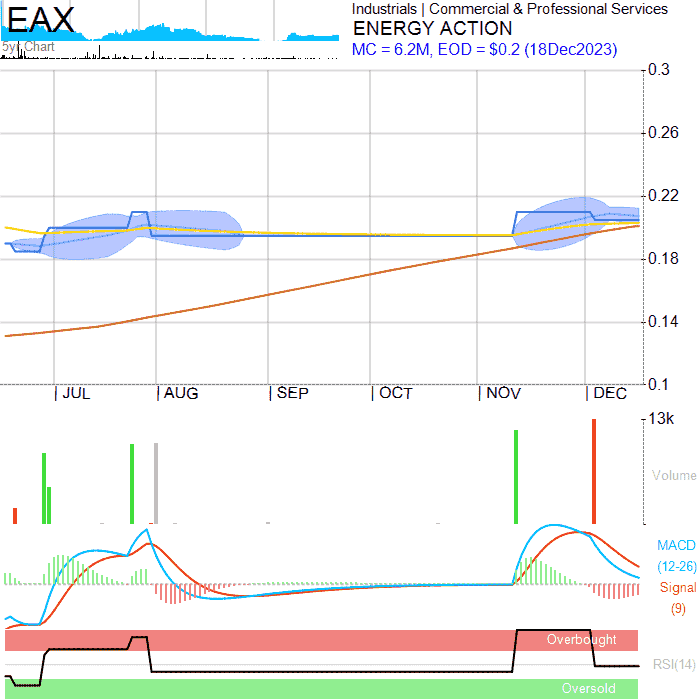 EAX
5yr Chart
Industrials | Commercial & Professional Services
ENERGY ACTION
MC = 6.2M, EOD = $0.2 (18Dec2023)
0.3
0.26
0.22
0.18
0.14
0.1
| JUL | AUG | SEP | OCT | NOV | DEC
13k
Volume
MACD
(12-26)
Signal
(9)
Overbought
RSI(14)
Oversold